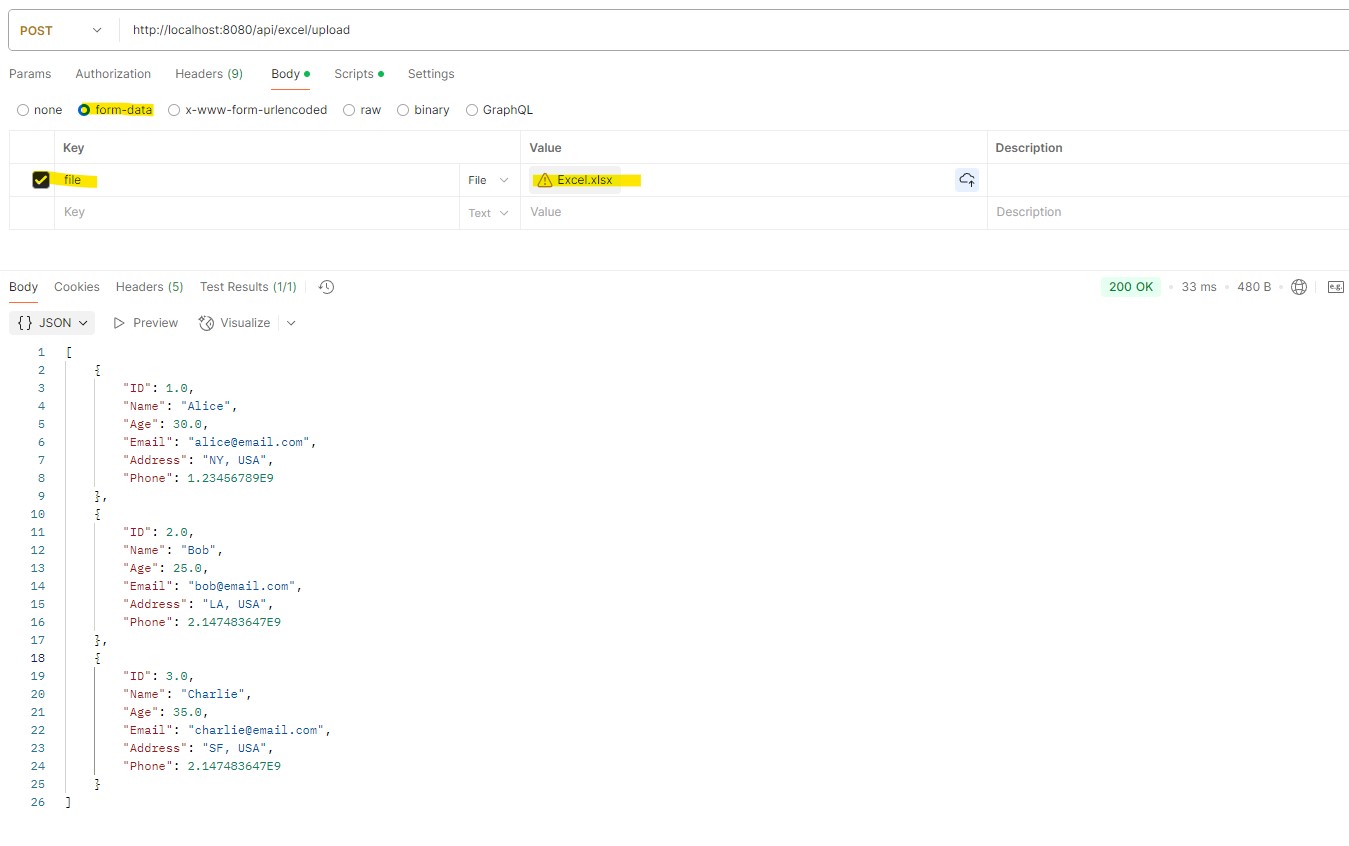 POST http://localhost:8080/api/excel/upload
Params Authorization Headers (9) Body Scripts Settings
none form-data x-www-form-urlencoded raw binary GraphQL
Key Value Description
file File Excel.xlsx
Key Text Value Description
Body Cookies Headers (5) Test Results (1/1) 200 OK 33 ms 480 B e.g.
{} JSON Preview Visualize
1 [
2 {
3 "ID": 1.0,
4 "Name": "Alice",
5 "Age": 30.0,
6 "Email": "alice@email.com",
7 "Address": "NY, USA",
8 "Phone": 1.23456789E9
9 },
10 {
11 "ID": 2.0,
12 "Name": "Bob",
13 "Age": 25.0,
14 "Email": "bob@email.com",
15 "Address": "LA, USA",
16 "Phone": 2.147483647E9
17 },
18 {
19 "ID": 3.0,
20 "Name": "Charlie",
21 "Age": 35.0,
22 "Email": "charlie@email.com",
23 "Address": "SF, USA",
24 "Phone": 2.147483647E9
25 }
26 ]